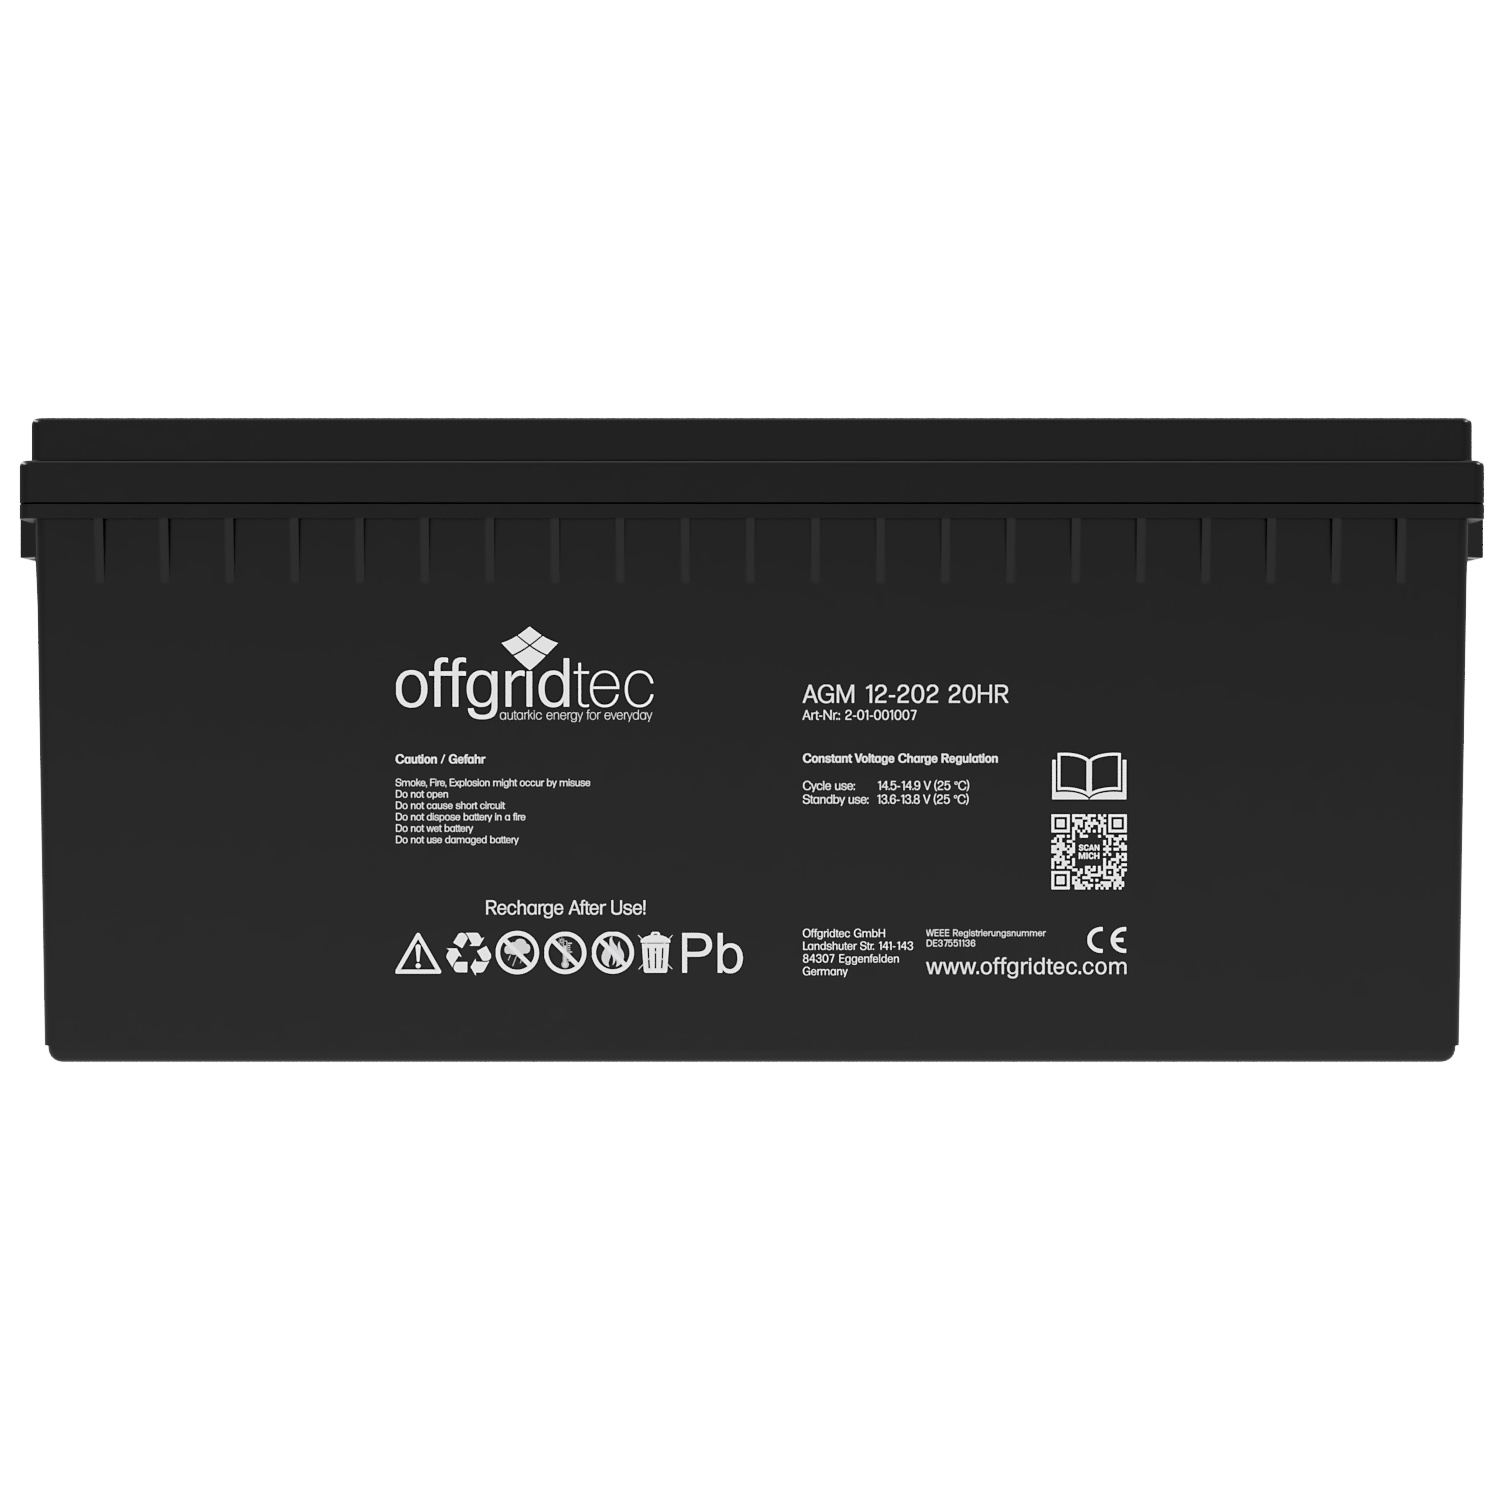 offgridtec
autarkic energy for everyday
AGM 12-202 20HR
Art-Nr.: 2-01-001007
Caution / Gefahr
Smoke, Fire, Explosion might occur by misuse
Do not open
Do not cause short circuit
Do not dispose battery in a fire
Do not wet battery
Do not use damaged battery
Constant Voltage Charge Regulation
Cycle use: 14.5-14.9 V (25 °C)
Standby use: 13.6-13.8 V (25 °C)
SCAN
MICH
Recharge After Use!
Pb
Offgridtec GmbH
Landshuter Str. 141-143
84307 Eggenfelden
Germany
WEEE Registrierungsnummer
DE37551136
CE
www.offgridtec.com